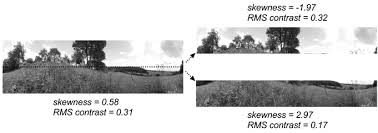 skewness = -1.97
RMS contrast = 0.32
skewness = 0.58
RMS contrast = 0.31
skewness = 2.97
RMS contrast = 0.17